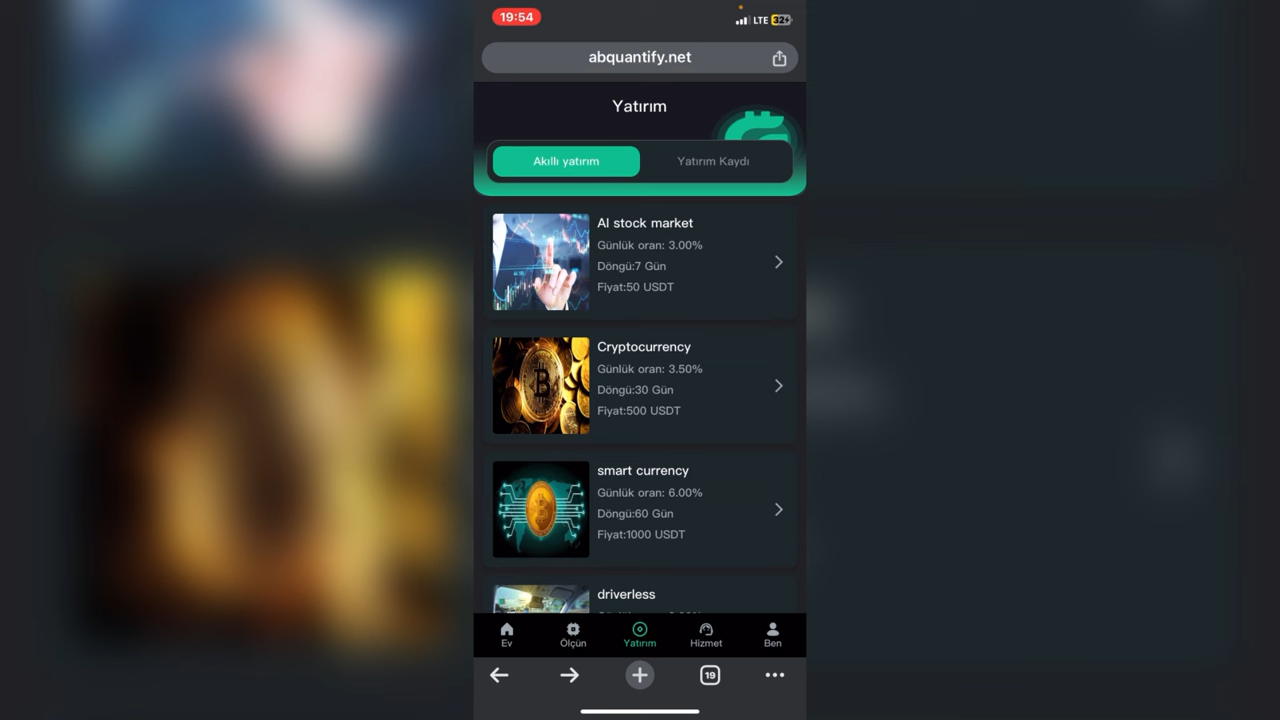 19:54
LTE 32
abquantify.net
Yatırım
Akıllı yatırım
Yatırım Kaydı
AI stock market
Günlük oran: 3.00%
Döngü:7 Gün
Fiyat:50 USDT
Cryptocurrency
Günlük oran: 3.50%
Döngü:30 Gün
Fiyat:500 USDT
smart currency
Günlük oran: 6.00%
Döngü:60 Gün
Fiyat:1000 USDT
driverless
Ev
Ölçün
Yatırım
Hizmet
Ben
19